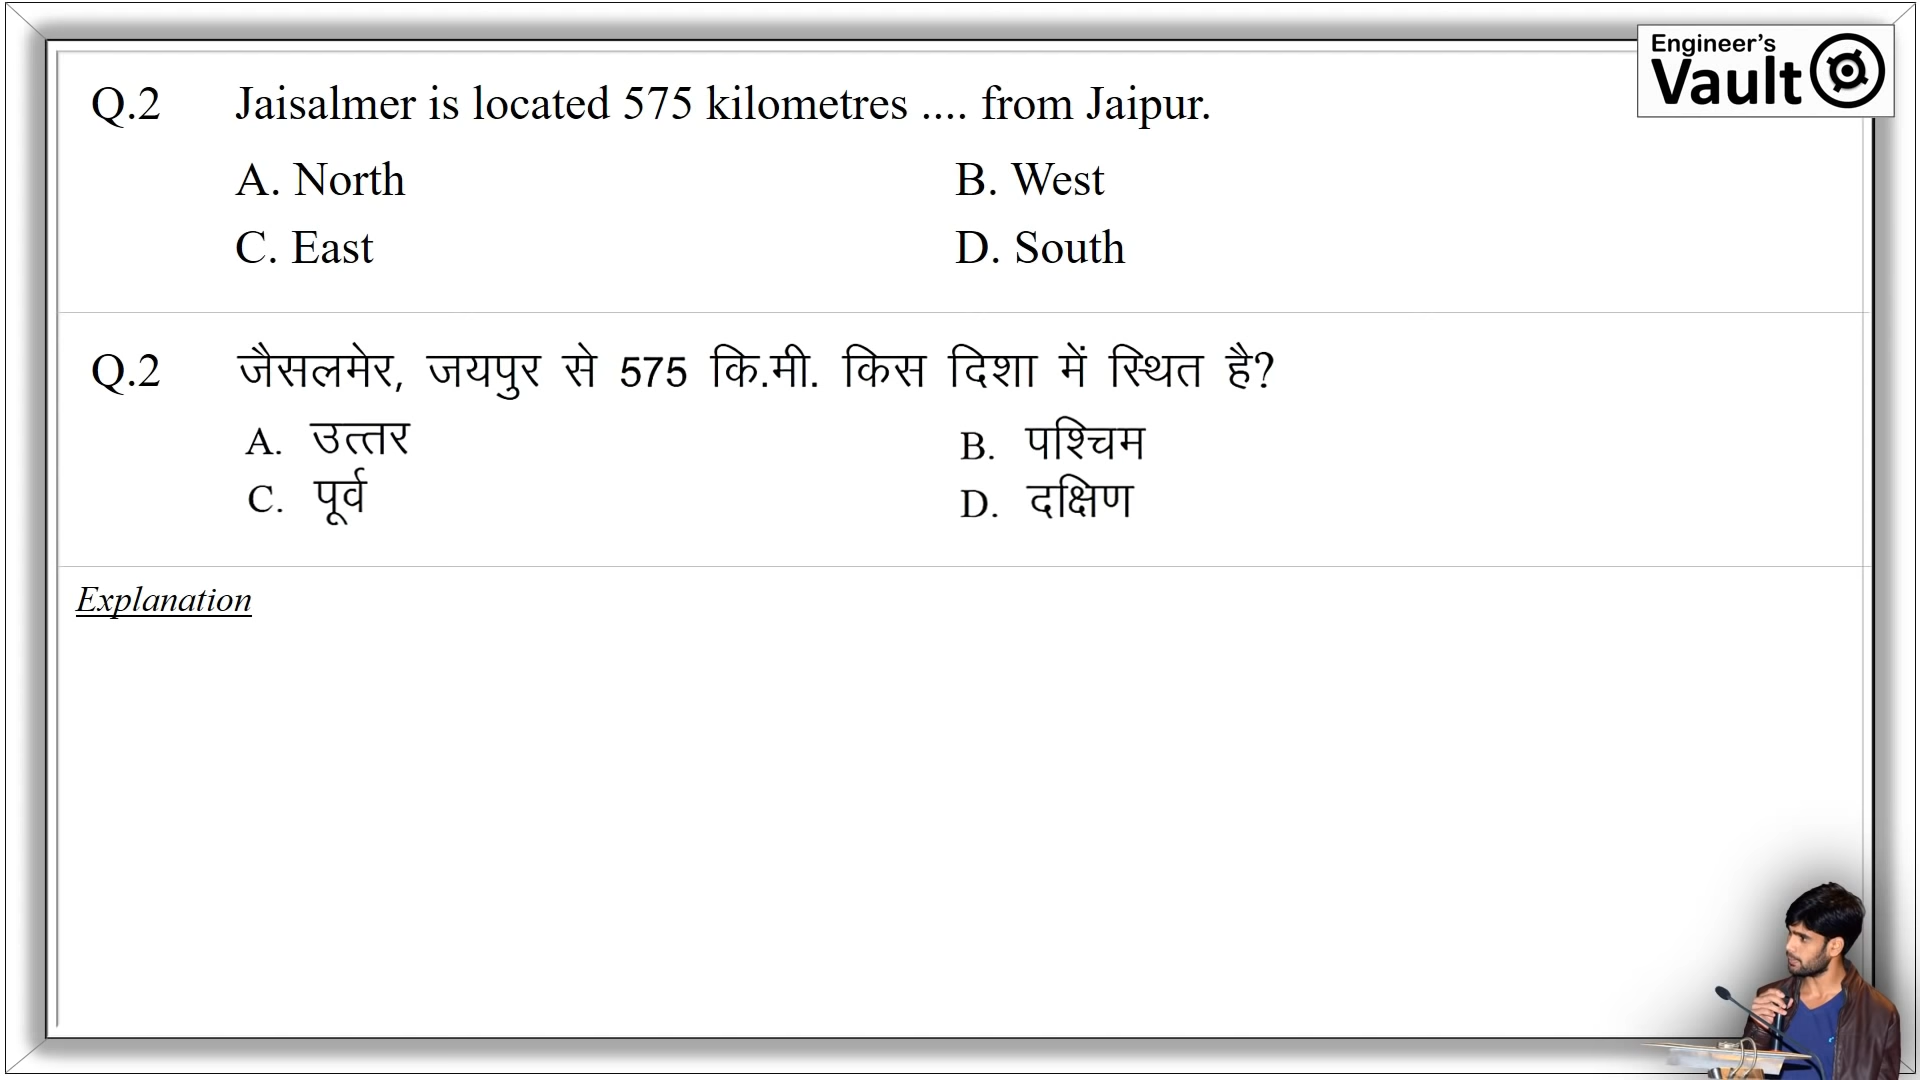 Engineer's
Vault
Q.2 Jaisalmer is located 575 kilometres .... from Jaipur.
A. North B. West
C. East D. South
Q.2 जैसलमेर, जयपुर से 575 कि.मी. किस दिशा में स्थित है?
A. उत्तर B. पश्चिम
C. पूर्व D. दक्षिण
Explanation